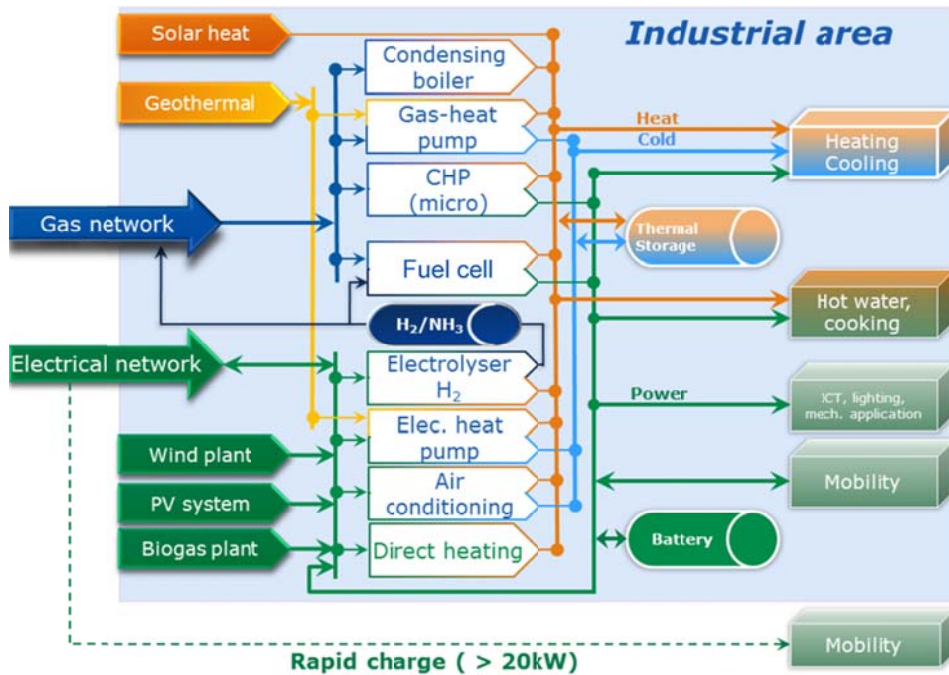 Industrial area
Solar heat
Geothermal
Gas network
Electrical network
Wind plant
PV system
Biogas plant
Condensing
boiler
Gas-heat
pump
CHP
(micro)
Fuel cell
H₂/NH₃
Electrolyser
H₂
Elec. heat
pump
Air
conditioning
Direct heating
Heat
Cold
Heating
Cooling
Thermal
Storage
Hot water,
cooking
Power
ICT, lighting,
mech. application
Mobility
Battery
Mobility
Rapid charge ( > 20kW)